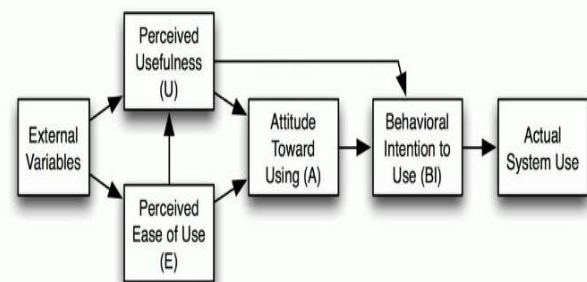 Perceived
Usefulness
(U)
External
Variables
Perceived
Ease of Use
(E)
Attitude
Toward
Using (A)
Behavioral
Intention to
Use (BI)
Actual
System Use